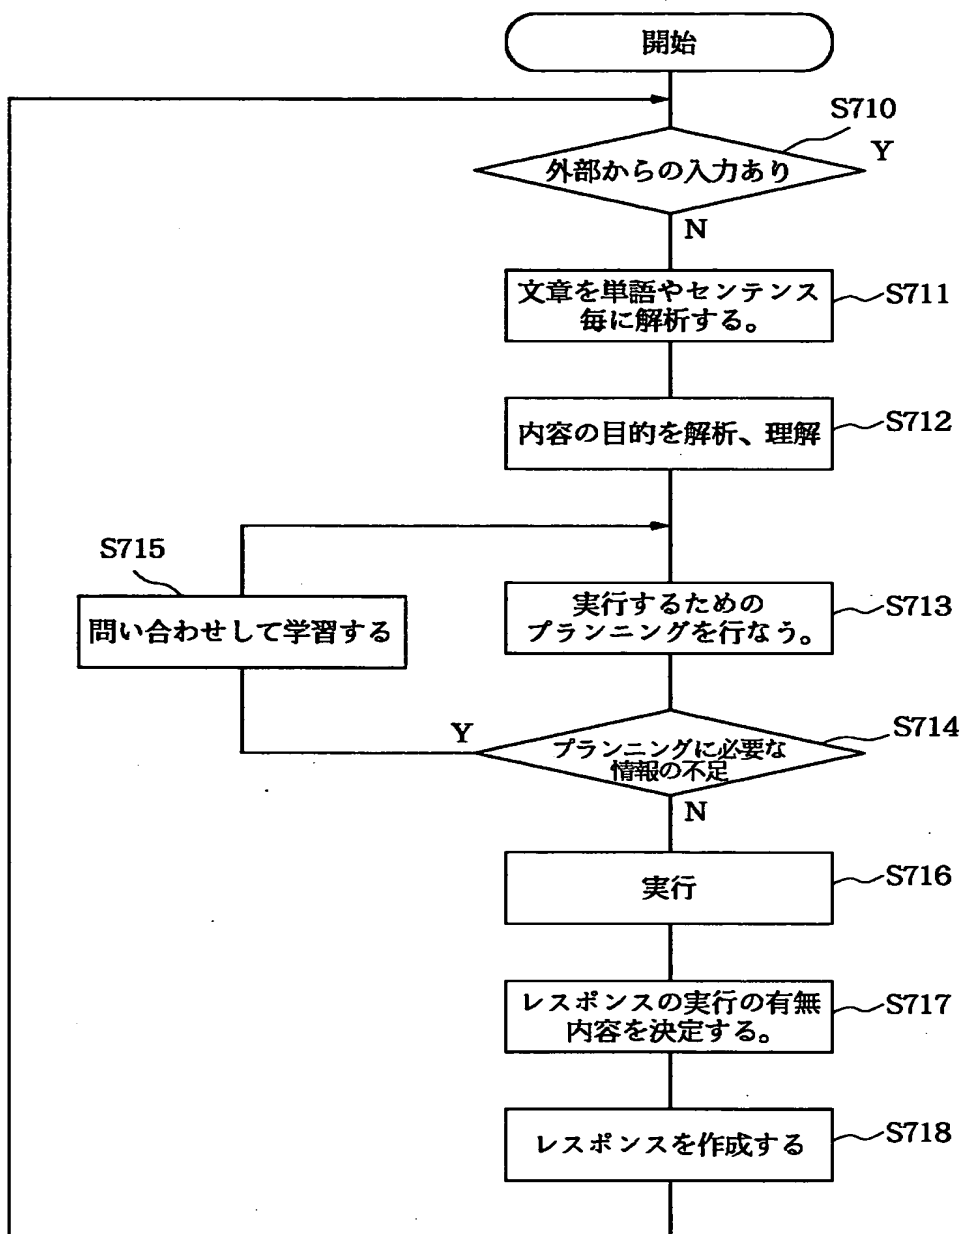 開始
S710
Y
外部からの入力あり
N
文章を単語やセンテンス
毎に解析する。
S711
内容の目的を解析、理解
S712
S715
問い合わせして学習する
実行するための
プランニングを行なう。
S713
Y
プランニングに必要な
情報の不足
S714
N
実行
S716
レスポンスの実行の有無
内容を決定する。
S717
レスポンスを作成する
S718